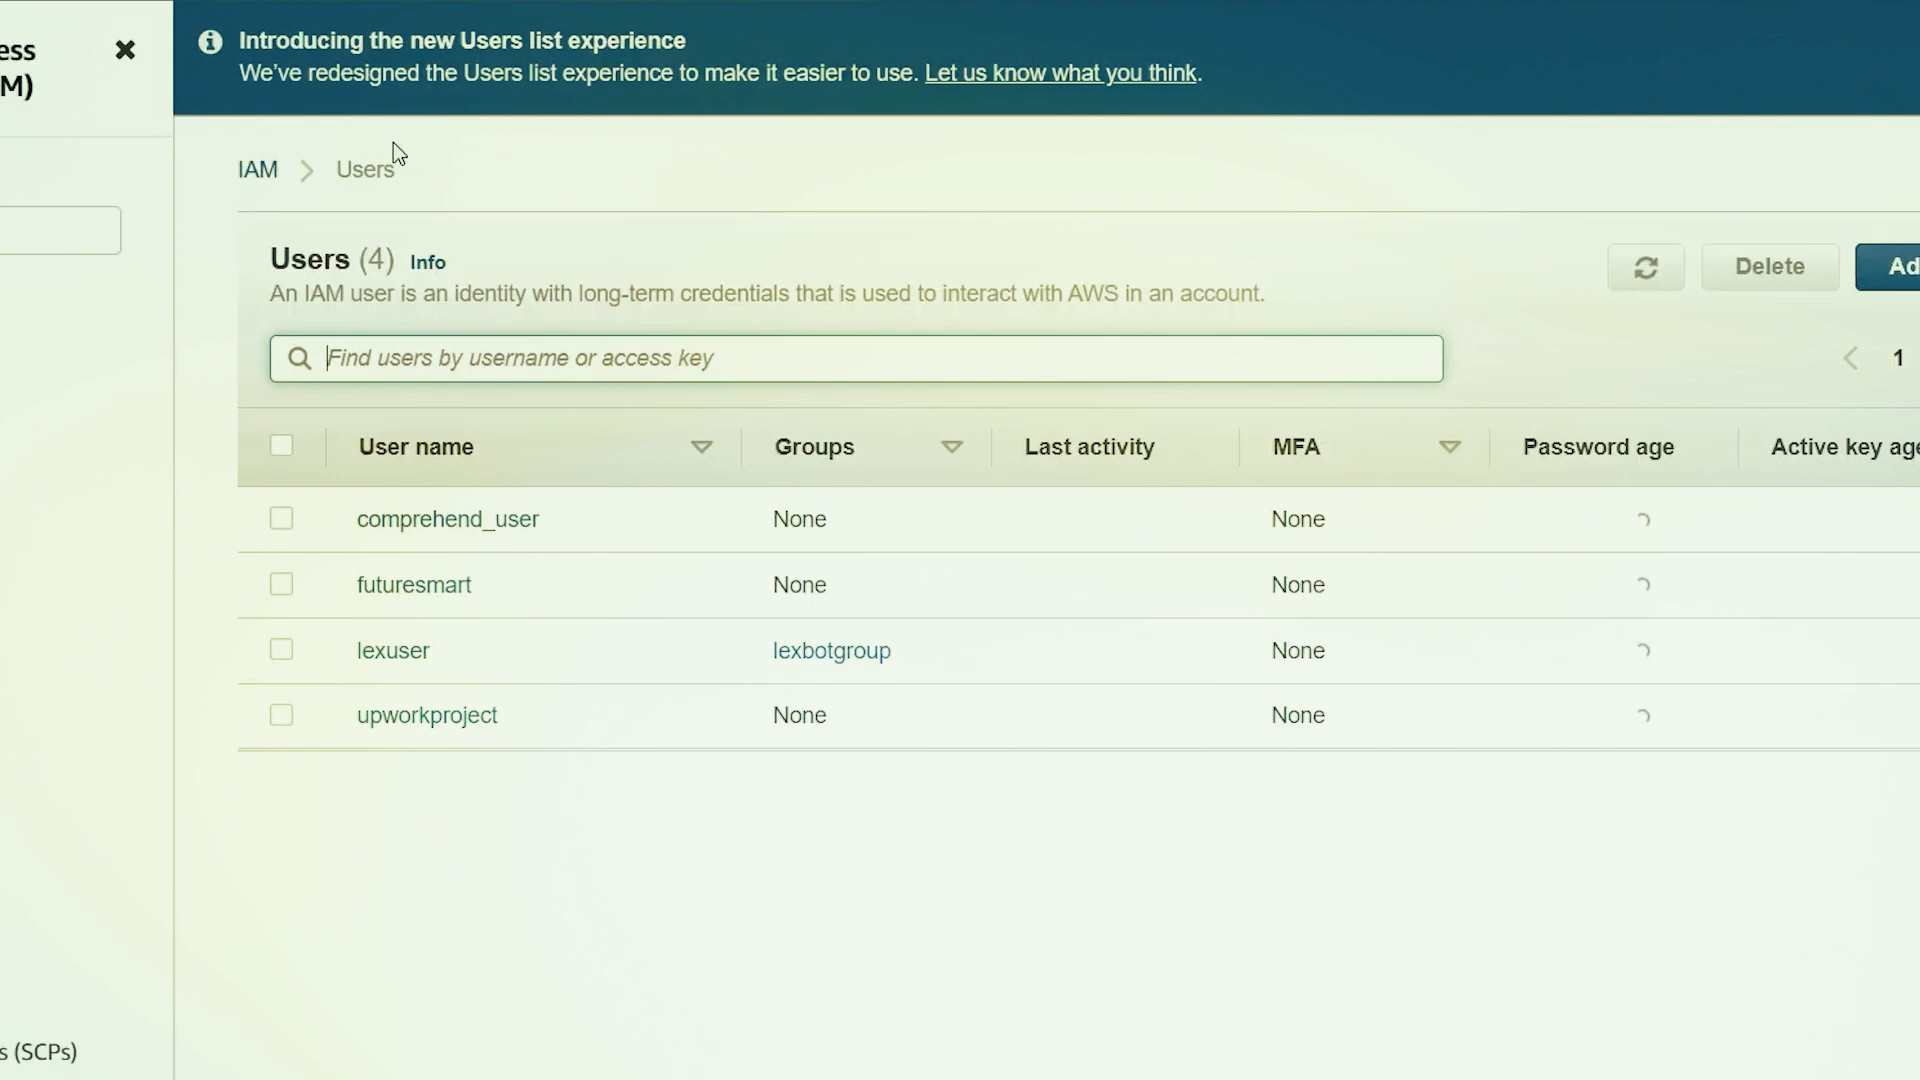 ess
M)
Introducing the new Users list experience
We've redesigned the Users list experience to make it easier to use. Let us know what you think.
IAM > Users
Users (4) Info
An IAM user is an identity with long-term credentials that is used to interact with AWS in an account.
Delete
Ad
Find users by username or access key
1
User name Groups Last activity MFA Password age Active key age
comprehend_user None None
futuresmart None None
lexuser lexbotgroup None
upworkproject None None
s (SCPs)